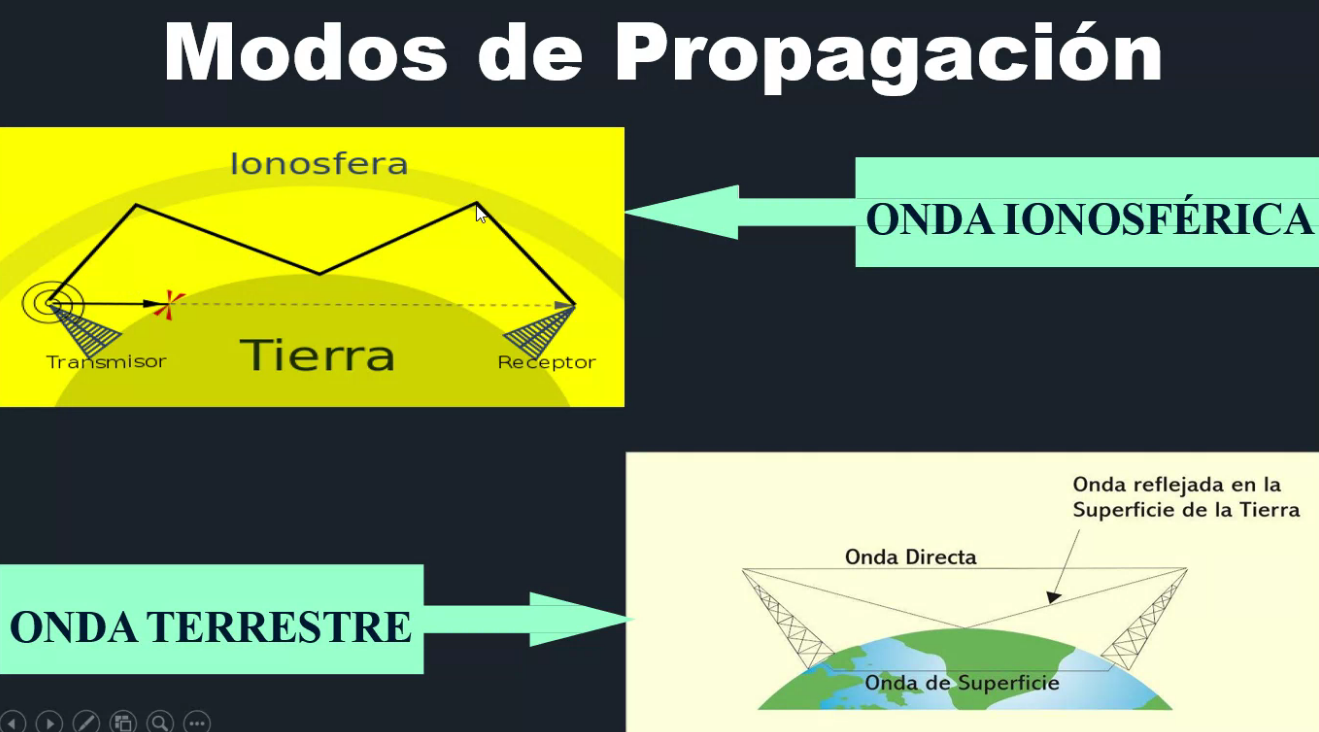 Modos de Propagación
Ionosfera
ONDA IONOSFÉRICA
Tierra
Transmisor
Receptor
Onda reflejada en la
Superficie de la Tierra
Onda Directa
ONDA TERRESTRE
Onda de Superficie